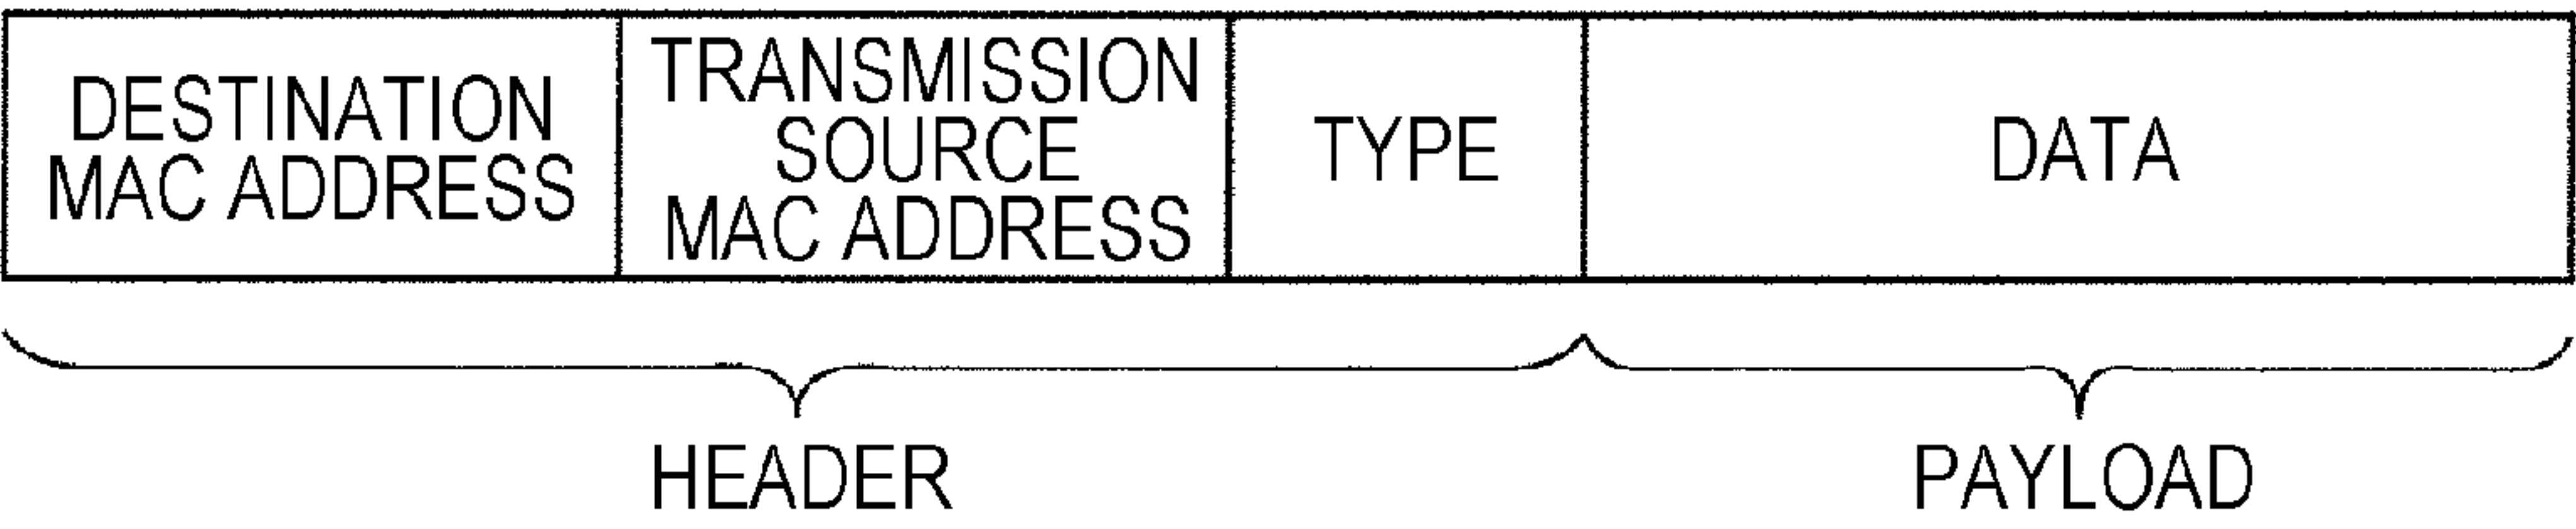 DESTINATION
MAC ADDRESS
TRANSMISSION
SOURCE
MAC ADDRESS
TYPE
DATA
HEADER
PAYLOAD